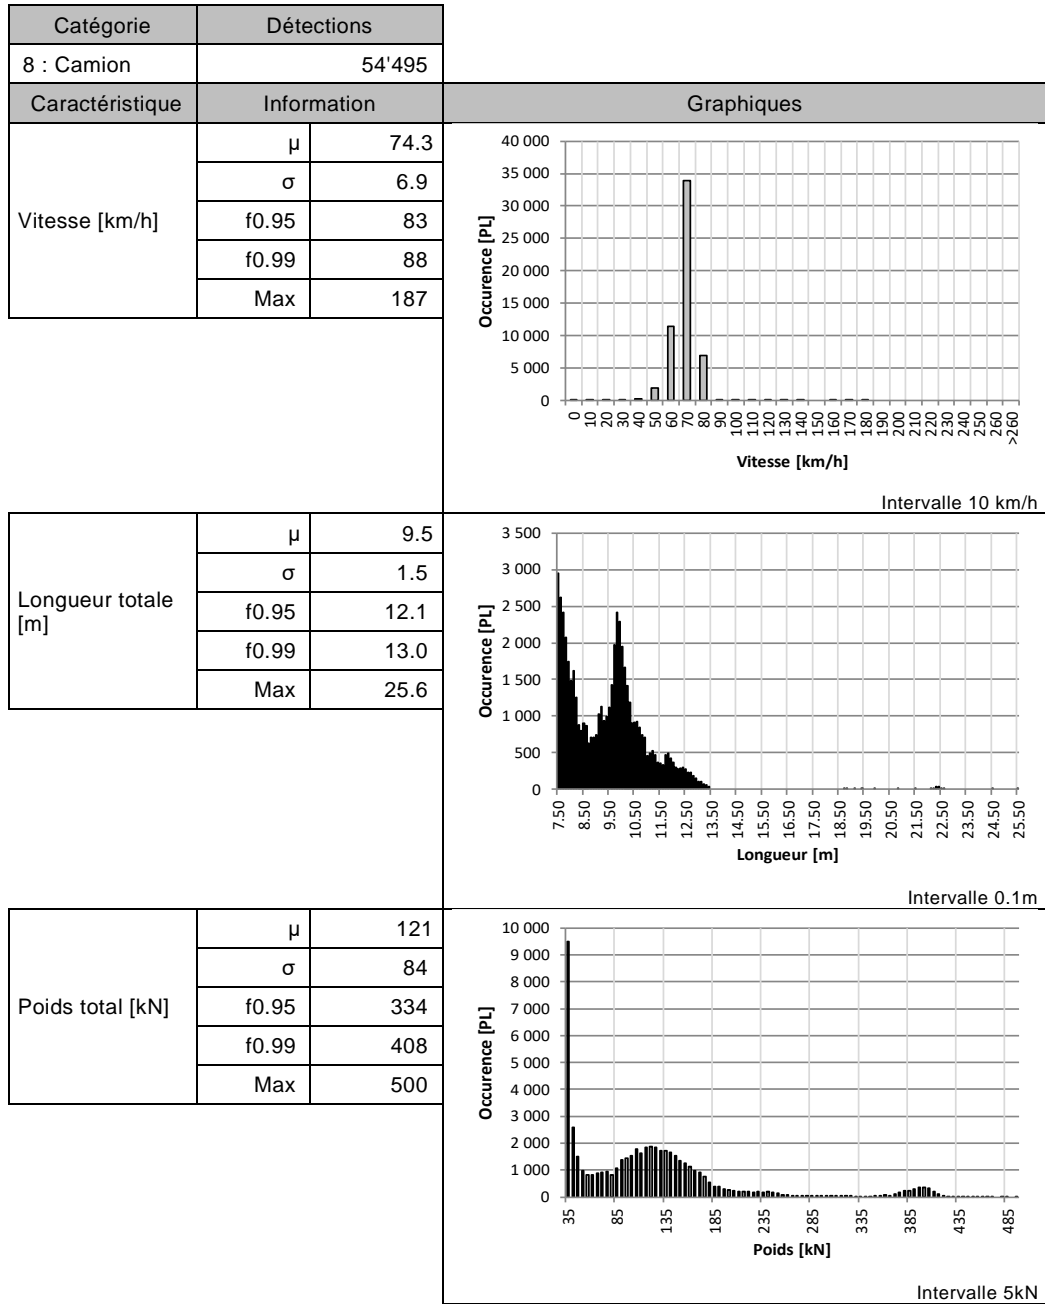 Catégorie Détections
8 : Camion 54'495
Caractéristique Information Graphiques
Vitesse [km/h]
µ 74.3
σ 6.9
f0.95 83
f0.99 88
Max 187
40 000
35 000
30 000
25 000
20 000
15 000
10 000
5 000
0
Occurence [PL]
0 10 20 30 40 50 60 70 80 90 100 110 120 130 140 150 160 170 180 190 200 210 220 230 240 250 260 >260
Vitesse [km/h]
Intervalle 10 km/h
Longueur totale
[m]
µ 9.5
σ 1.5
f0.95 12.1
f0.99 13.0
Max 25.6
3 500
3 000
2 500
2 000
1 500
1 000
500
0
Occurence [PL]
7.50 8.50 9.50 10.50 11.50 12.50 13.50 14.50 15.50 16.50 17.50 18.50 19.50 20.50 21.50 22.50 23.50 24.50 25.50
Longueur [m]
Intervalle 0.1m
Poids total [kN]
µ 121
σ 84
f0.95 334
f0.99 408
Max 500
10 000
9 000
8 000
7 000
6 000
5 000
4 000
3 000
2 000
1 000
0
Occurence [PL]
35 85 135 185 235 285 335 385 435 485
Poids [kN]
Intervalle 5kN